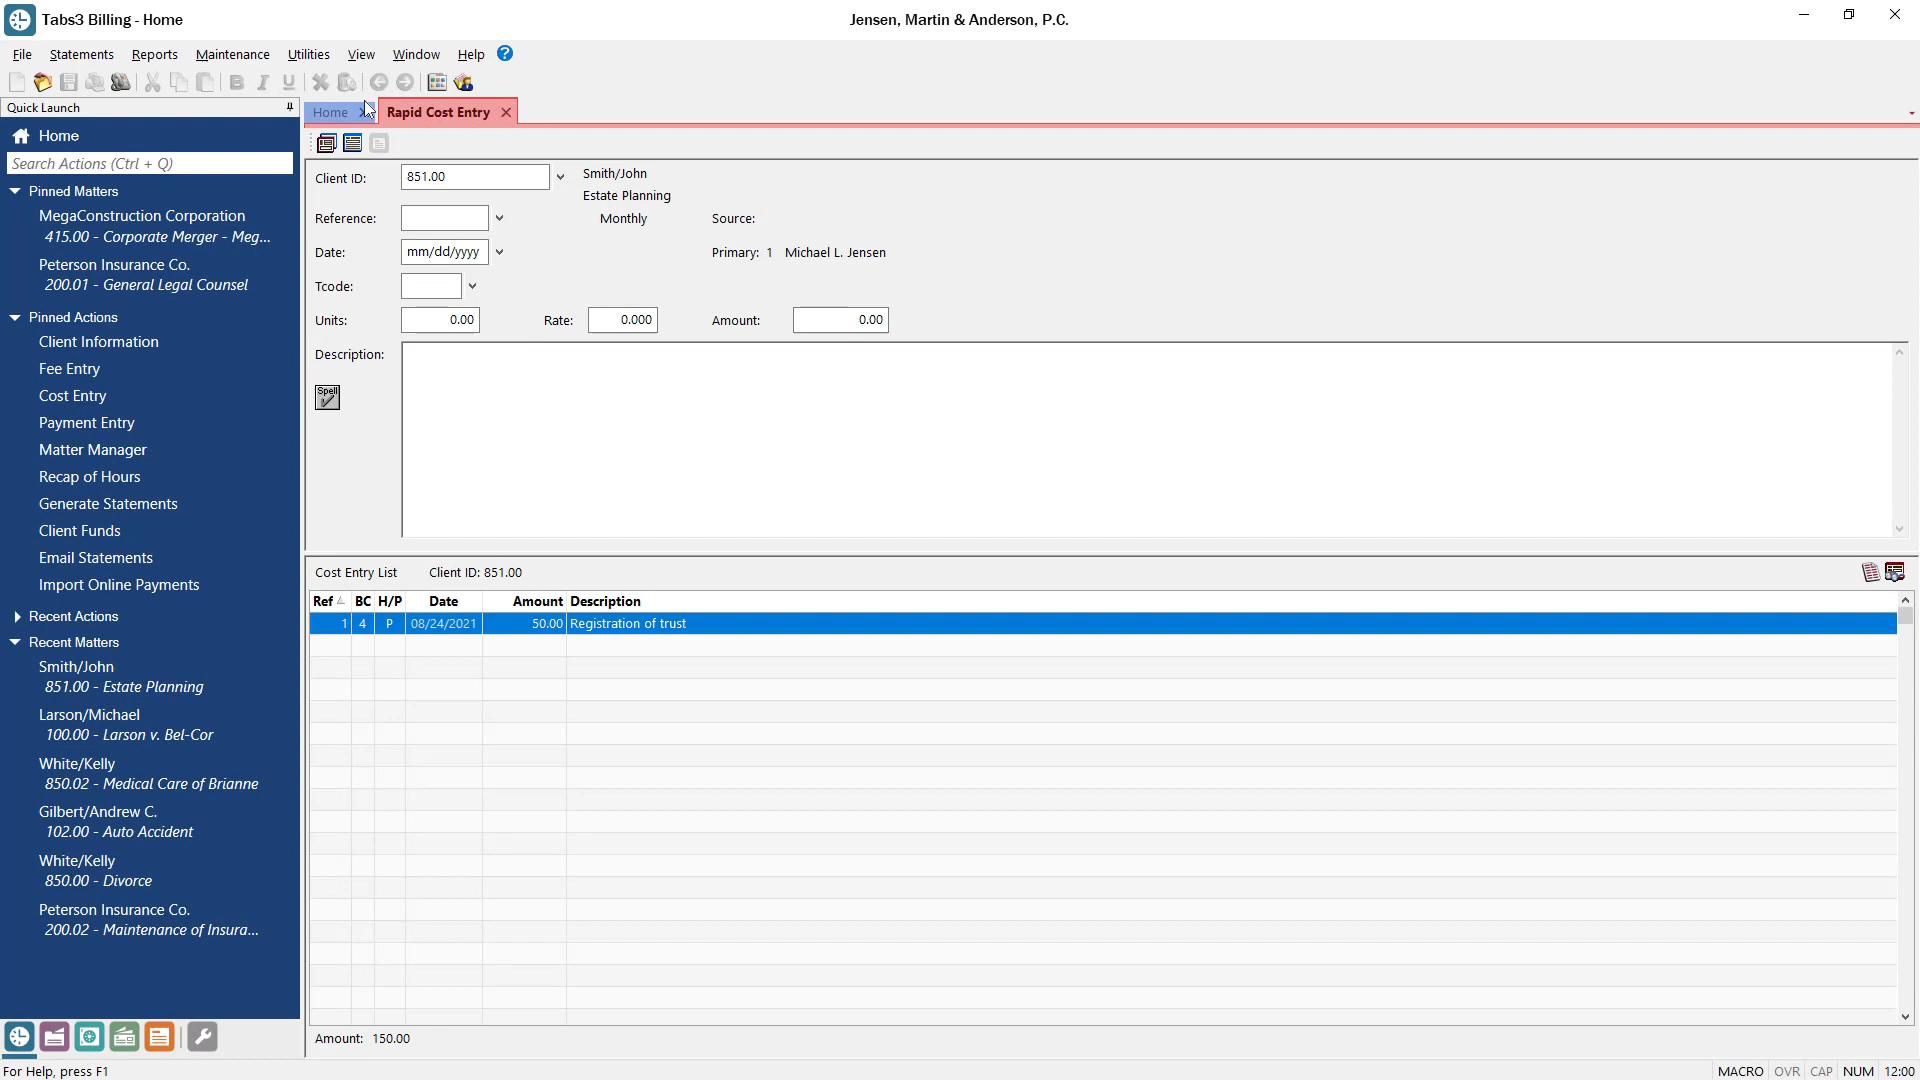 Tabs3 Billing - Home
Jensen, Martin & Anderson, P.C.
File Statements Reports Maintenance Utilities View Window Help
Quick Launch
Home Rapid Cost Entry
Home
Search Actions (Ctrl + Q)
Pinned Matters
MegaConstruction Corporation
415.00 - Corporate Merger - Meg...
Peterson Insurance Co.
200.01 - General Legal Counsel
Pinned Actions
Client Information
Fee Entry
Cost Entry
Payment Entry
Matter Manager
Recap of Hours
Generate Statements
Client Funds
Email Statements
Import Online Payments
Recent Actions
Recent Matters
Smith/John
851.00 - Estate Planning
Larson/Michael
100.00 - Larson v. Bel-Cor
White/Kelly
850.02 - Medical Care of Brianne
Gilbert/Andrew C.
102.00 - Auto Accident
White/Kelly
850.00 - Divorce
Peterson Insurance Co.
200.02 - Maintenance of Insura...
Client ID: 851.00 Smith/John
Estate Planning
Reference: Monthly Source:
Date: mm/dd/yyyy Primary: 1 Michael L. Jensen
Tcode:
Units: 0.00 Rate: 0.000 Amount: 0.00
Description:
Spell
Cost Entry List Client ID: 851.00
Ref BC H/P Date Amount Description
1 4 P 08/24/2021 50.00 Registration of trust
Amount: 150.00
For Help, press F1
MACRO OVR CAP NUM 12:00